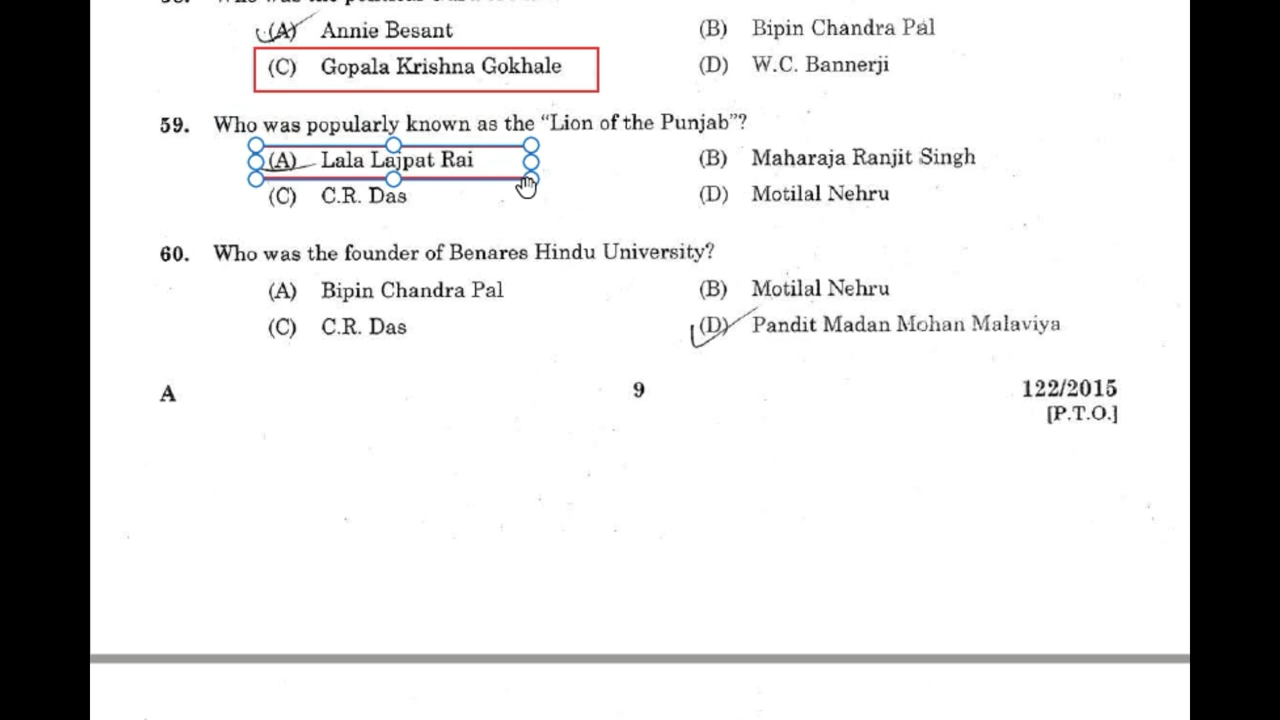 (A) Annie Besant (B) Bipin Chandra Pal
(C) Gopala Krishna Gokhale (D) W.C. Bannerji
59. Who was popularly known as the “Lion of the Punjab”?
(A) Lala Lajpat Rai (B) Maharaja Ranjit Singh
(C) C.R. Das (D) Motilal Nehru
60. Who was the founder of Benares Hindu University?
(A) Bipin Chandra Pal (B) Motilal Nehru
(C) C.R. Das (D) Pandit Madan Mohan Malaviya
A 9 122/2015
[P.T.O.]